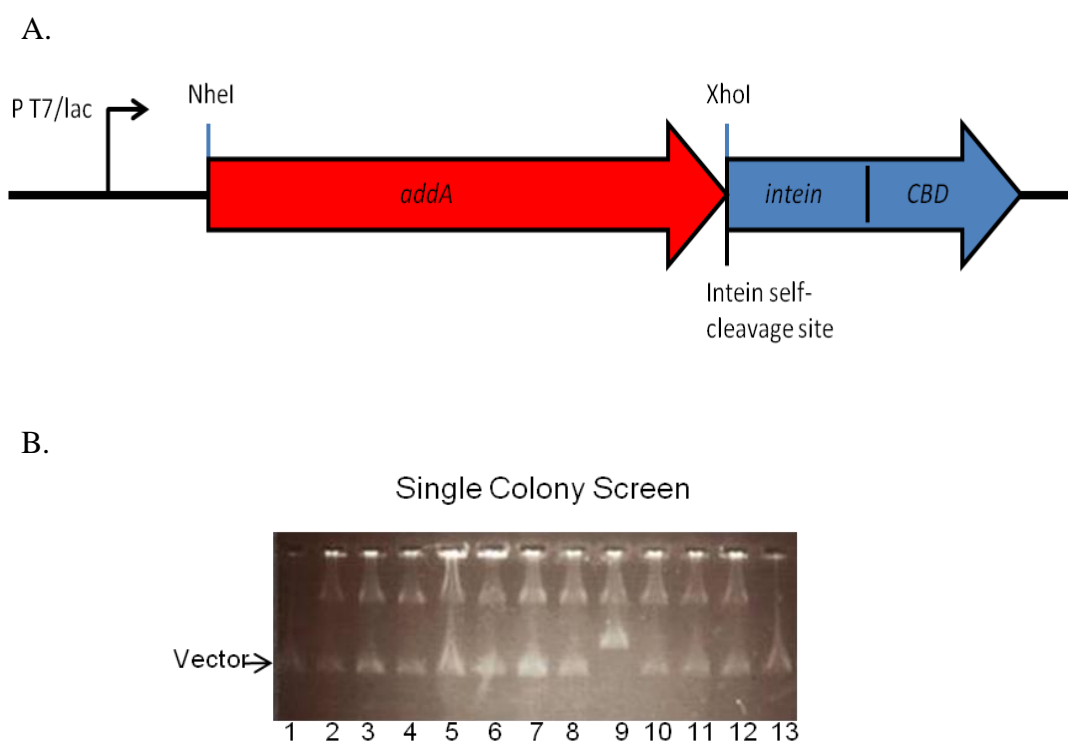 A.
P T7/lac
NheI
XhoI
addA
intein
CBD
Intein self-
cleavage site
B.
Single Colony Screen
Vector
1 2 3 4 5 6 7 8 9 10 11 12 13